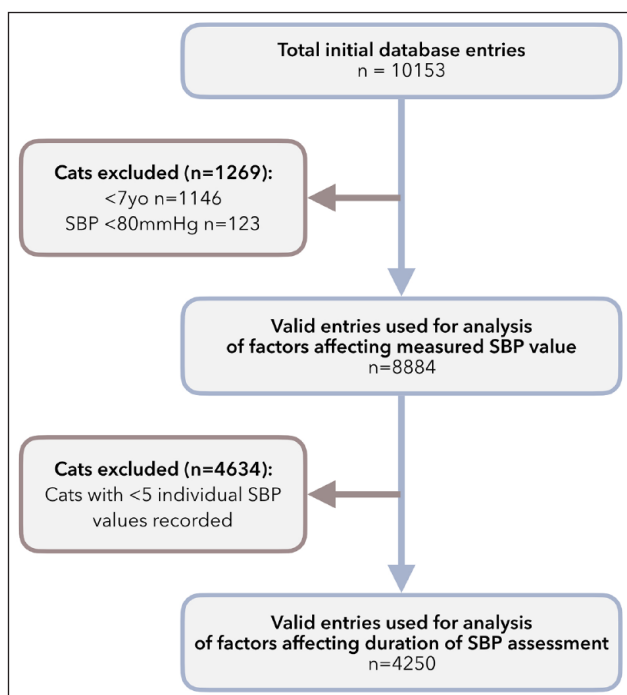 Total initial database entries
n = 10153
Cats excluded (n=1269):
<7yo n=1146
SBP <80mmHg n=123
Valid entries used for analysis
of factors affecting measured SBP value
n=8884
Cats excluded (n=4634):
Cats with <5 individual SBP
values recorded
Valid entries used for analysis
of factors affecting duration of SBP assessment
n=4250